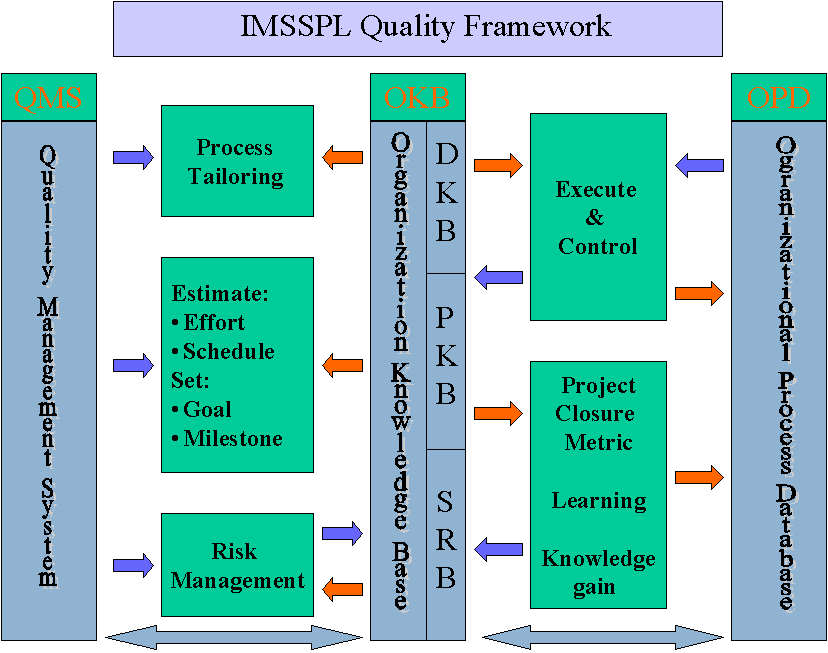 IMSSPL Quality Framework
QMS
Quality Management System
Process
Tailoring
Estimate:
• Effort
• Schedule
Set:
• Goal
• Milestone
Risk
Management
OKB
Organization Knowledge Base
DKB
PKB
SRB
Execute
&
Control
Project
Closure
Metric
Learning
Knowledge
gain
OPD
Ogranizational Process Database